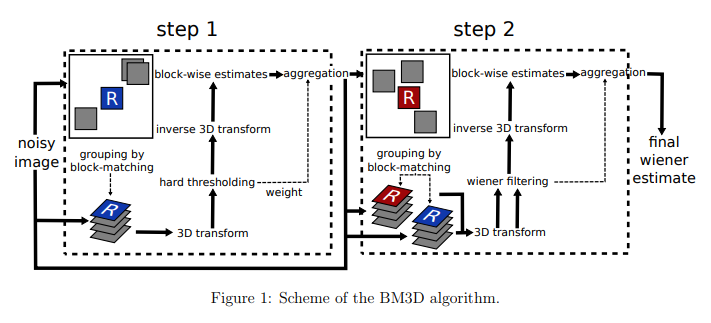 step 1
step 2
R
block-wise estimates
aggregation
R
block-wise estimates
aggregation
noisy
image
inverse 3D transform
inverse 3D transform
final
wiener
estimate
grouping by
block-matching
hard thresholding
weight
grouping by
block-matching
wiener filtering
R
3D transform
R
R
3D transform
Figure 1: Scheme of the BM3D algorithm.